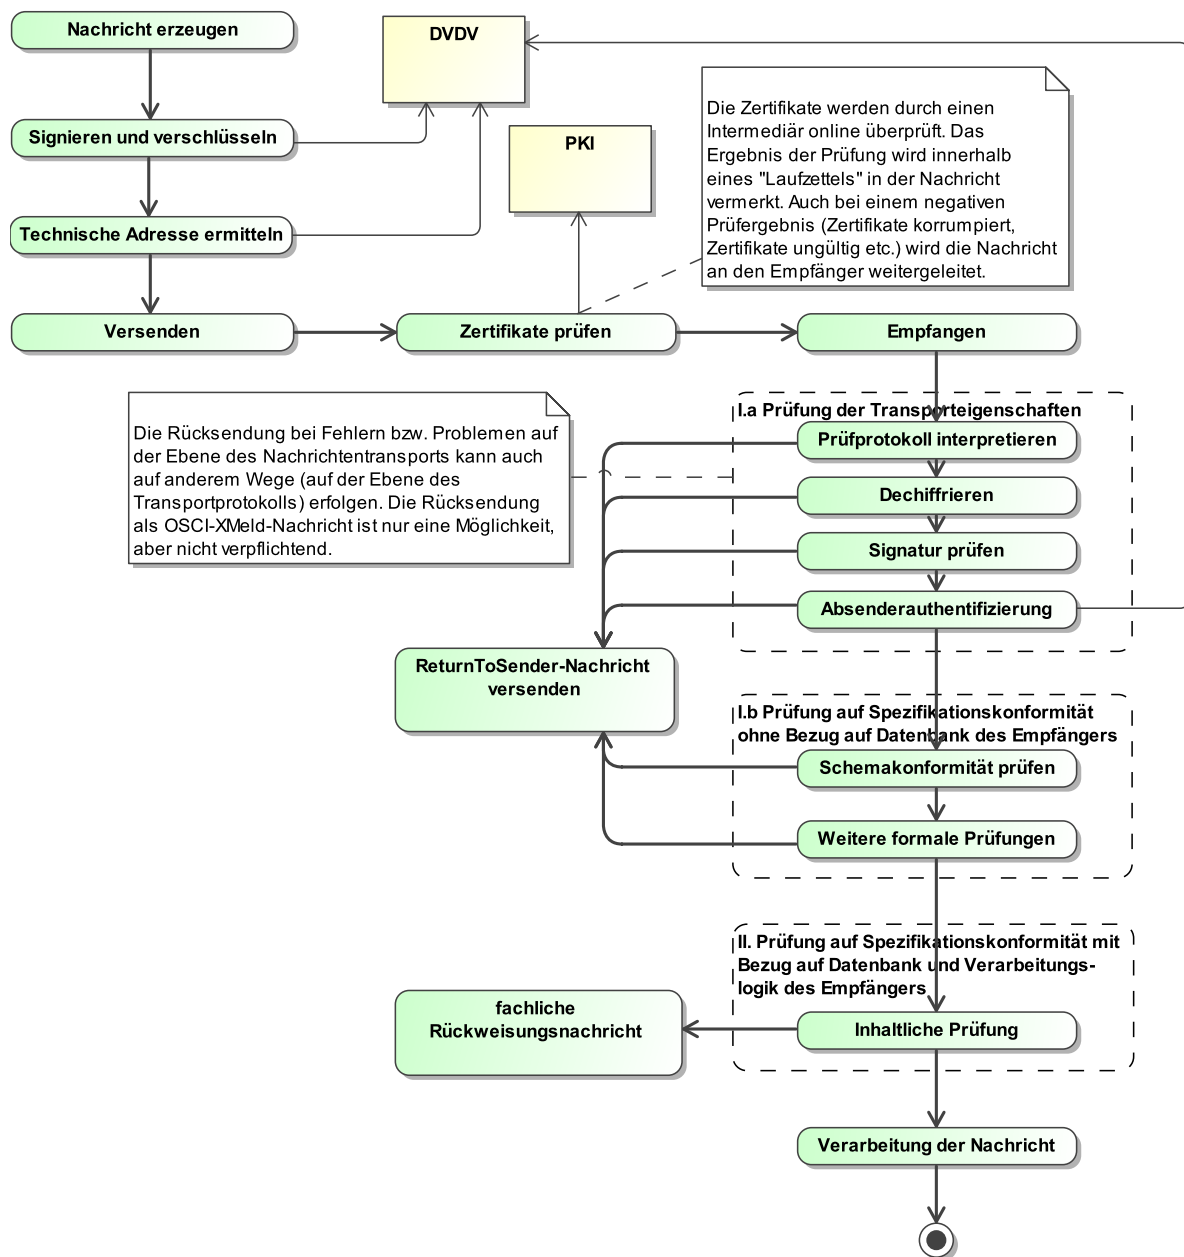 Nachricht erzeugen
DVDV
Signieren und verschlüsseln
PKI
Technische Adresse ermitteln
Die Zertifikate werden durch einen
Intermediär online überprüft. Das
Ergebnis der Prüfung wird innerhalb
eines "Laufzettels" in der Nachricht
vermerkt. Auch bei einem negativen
Prüfergebnis (Zertifikate korrumpiert,
Zertifikate ungültig etc.) wird die Nachricht
an den Empfänger weitergeleitet.
Versenden
Zertifikate prüfen
Empfangen
Die Rücksendung bei Fehlern bzw. Problemen auf
der Ebene des Nachrichtentransports kann auch
auf anderem Wege (auf der Ebene des
Transportprotokolls) erfolgen. Die Rücksendung
als OSCI-XMeld-Nachricht ist nur eine Möglichkeit,
aber nicht verpflichtend.
I.a Prüfung der Transporteigenschaften
Prüfprotokoll interpretieren
Dechiffrieren
Signatur prüfen
Absenderauthentifizierung
ReturnToSender-Nachricht
versenden
I.b Prüfung auf Spezifikationskonformität
ohne Bezug auf Datenbank des Empfängers
Schemakonformität prüfen
Weitere formale Prüfungen
II. Prüfung auf Spezifikationskonformität mit
Bezug auf Datenbank und Verarbeitungs-
logik des Empfängers
fachliche
Rückweisungsnachricht
Inhaltliche Prüfung
Verarbeitung der Nachricht